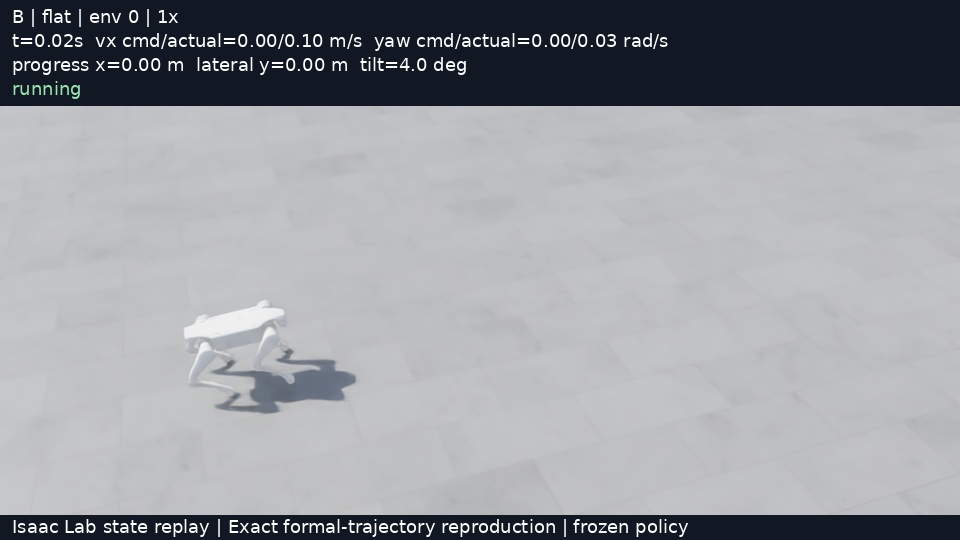 B | flat | env 0 | 1x
t=0.02s  vx cmd/actual=0.00/0.10 m/s  yaw cmd/actual=0.00/0.03 rad/s
progress x=0.00 m  lateral y=0.00 m  tilt=4.0 deg
running
Isaac Lab state replay | Exact formal-trajectory reproduction | frozen policy